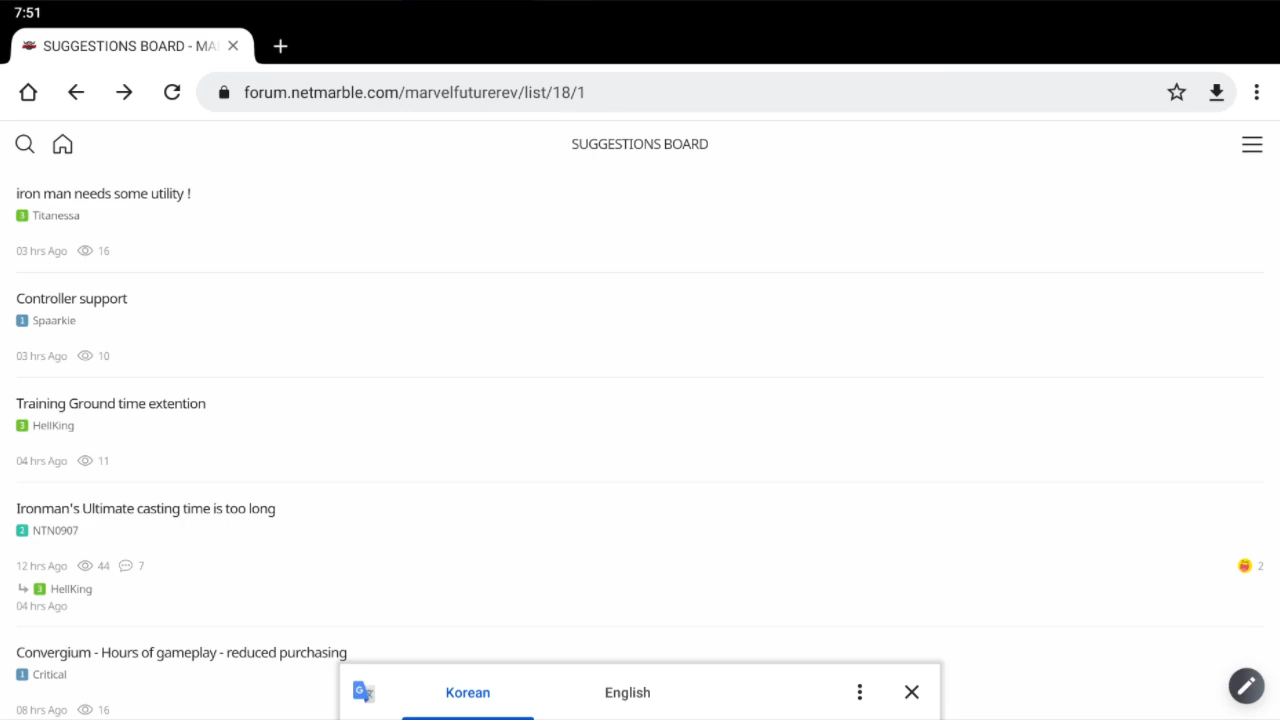 7:51
SUGGESTIONS BOARD - MA
forum.netmarble.com/marvelfuturerev/list/18/1
SUGGESTIONS BOARD
iron man needs some utility !
3 Titanessa
03 hrs Ago 16
Controller support
1 Spaarkie
03 hrs Ago 10
Training Ground time extention
3 HellKing
04 hrs Ago 11
Ironman's Ultimate casting time is too long
2 NTN0907
12 hrs Ago 44 7 2
3 HellKing
04 hrs Ago
Convergium - Hours of gameplay - reduced purchasing
1 Critical
08 hrs Ago 16
Korean English